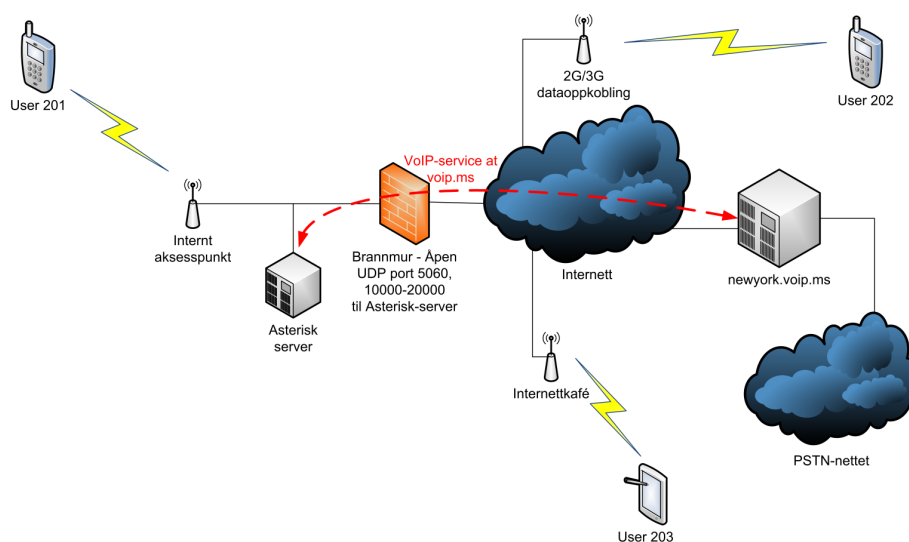 User 201
2G/3G
dataoppkobling
User 202
VoIP-service at
voip.ms
Internt
aksesspunkt
Brannmur - Åpen
UDP port 5060,
10000-20000
til Asterisk-server
Internett
newyork.voip.ms
Asterisk
server
Internettkafé
PSTN-nettet
User 203